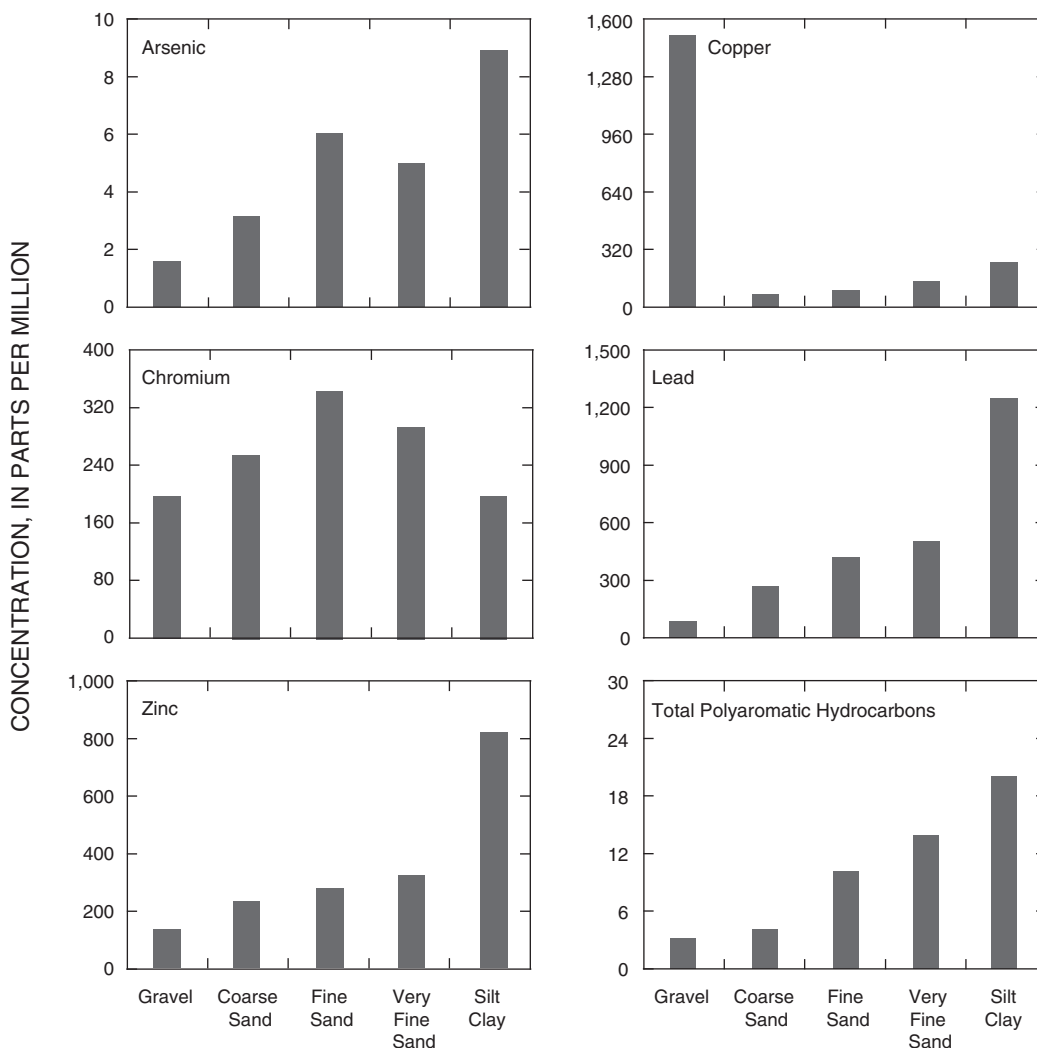 CONCENTRATION, IN PARTS PER MILLION
Arsenic
10
8
6
4
2
0
Copper
1,600
1,280
960
640
320
0
Chromium
400
320
240
160
80
0
Lead
1,500
1,200
900
600
300
0
Zinc
1,000
800
600
400
200
0
Gravel
Coarse
Sand
Fine
Sand
Very
Fine
Sand
Silt
Clay
Total Polyaromatic Hydrocarbons
30
24
18
12
6
0
Gravel
Coarse
Sand
Fine
Sand
Very
Fine
Sand
Silt
Clay